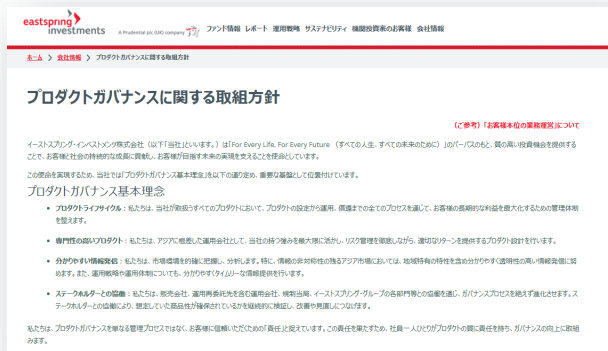 eastspring
investments
A Prudential plc (UK) company
ファンド情報 レポート 運用戦略 サステナビリティ 機関投資家のお客様 会社情報
ホーム > 会社情報 > プロダクトガバナンスに関する取組方針
プロダクトガバナンスに関する取組方針
(ご参考)「お客様本位の業務運営」について
イーストスプリング・インベストメンツ株式会社(以下「当社」といいます。)は「For Every Life, For Every Future (すべての人生、すべての未来のために)」のパーパスのもと、質の高い投資機会を提供する
ことで、お客様と社会の持続的な成長に貢献し、お客様が目指す未来の実現を支えることを使命としています。
この使命を実現するため、当社では「プロダクトガバナンス基本理念」を以下の通り定め、重要な基盤として位置付けています。
プロダクトガバナンス基本理念
• プロダクトライフサイクル:私たちは、当社が取扱うすべてのプロダクトにおいて、プロダクトの設定から運用、償還までの全てのプロセスを通じて、お客様の長期的な利益を最大化するための管理体制
を整えます。
• 専門性の高いプロダクト:私たちは、アジアに根差した運用会社として、当社の持つ強みを最大限に活かし、リスク管理を徹底しながら、適切なリターンを提供するプロダクト設計を行います。
• 分かりやすい情報発信:私たちは、市場環境を的確に把握し、分析します。特に、情報の非対称性の残るアジア市場においては、地域特有の特性を含め分かりやすく透明性の高い情報発信に努
めます。また、運用戦略や運用体制についても、分かりやすくタイムリーな情報提供を行います。
• ステークホルダーとの協働:私たちは、販売会社、運用再委託先を含む運用会社、規制当局、イーストスプリング・グループの各部門等との協働を通じ、ガバナンスプロセスを絶えず進化させます。ス
テークホルダーとの協働により、想定していた商品性が確保されているかを継続的に検証し、改善や見直しにつなげます。
私たちは、プロダクトガバナンスを単なる管理プロセスではなく、お客様に信頼いただくための「責任」と捉えています。この責任を果たすため、社員一人ひとりがプロダクトの質に責任を持ち、ガバナンスの向上に取組
みます。